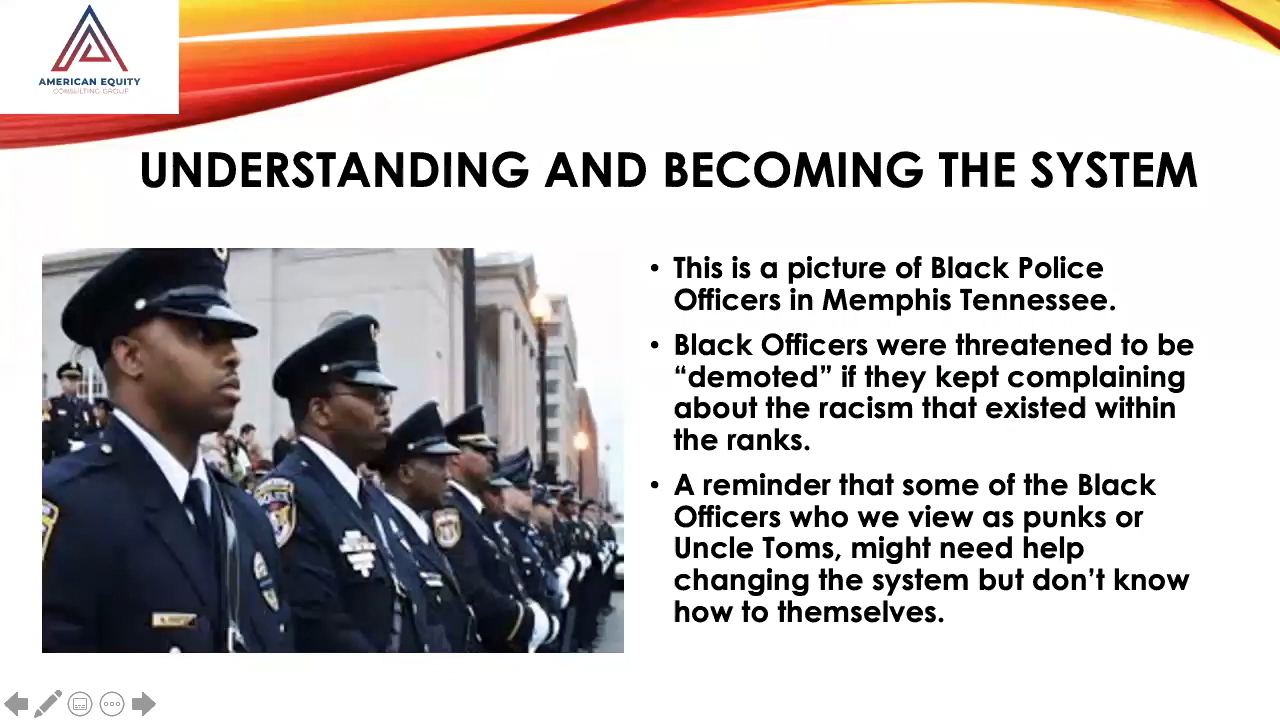 AMERICAN EQUITY
CONSULTING GROUP
UNDERSTANDING AND BECOMING THE SYSTEM
• This is a picture of Black Police
Officers in Memphis Tennessee.
• Black Officers were threatened to be
“demoted” if they kept complaining
about the racism that existed within
the ranks.
• A reminder that some of the Black
Officers who we view as punks or
Uncle Toms, might need help
changing the system but don’t know
how to themselves.